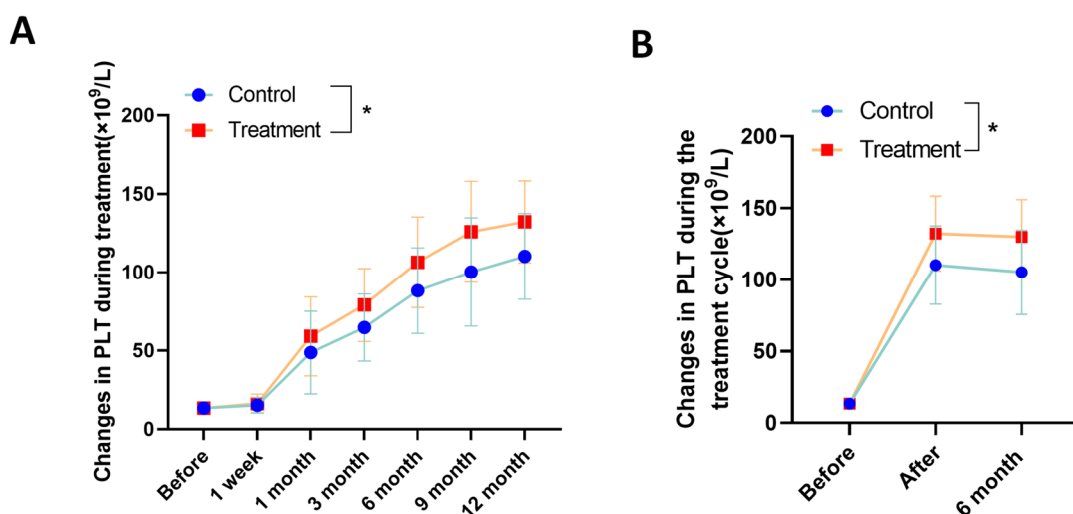 A
Changes in PLT during treatment(×10⁹/L)
Control
Treatment
*
200
150
100
50
0
Before
1 week
1 month
3 month
6 month
9 month
12 month
B
Changes in PLT during the
treatment cycle(×10⁹/L)
Control
Treatment
*
200
150
100
50
0
Before
After
6 month